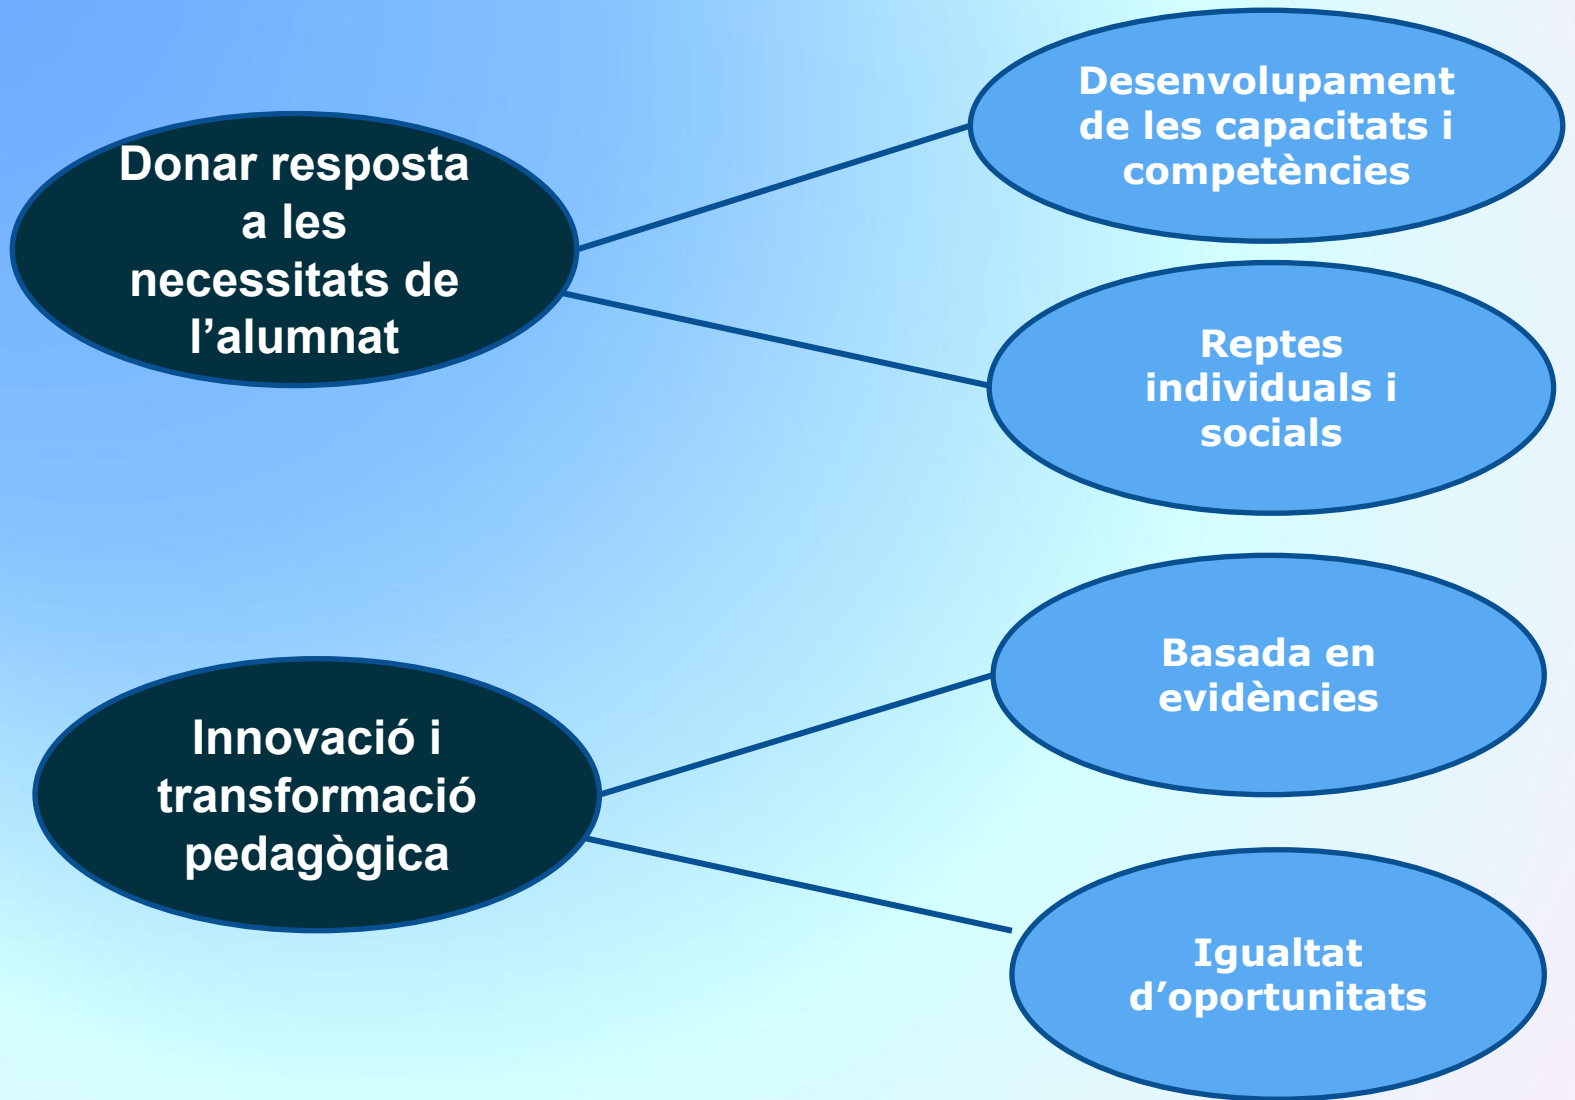 Donar resposta
a les
necessitats de
l’alumnat
Desenvolupament
de les capacitats i
competències
Reptes
individuals i
socials
Innovació i
transformació
pedagògica
Basada en
evidències
Igualtat
d’oportunitats